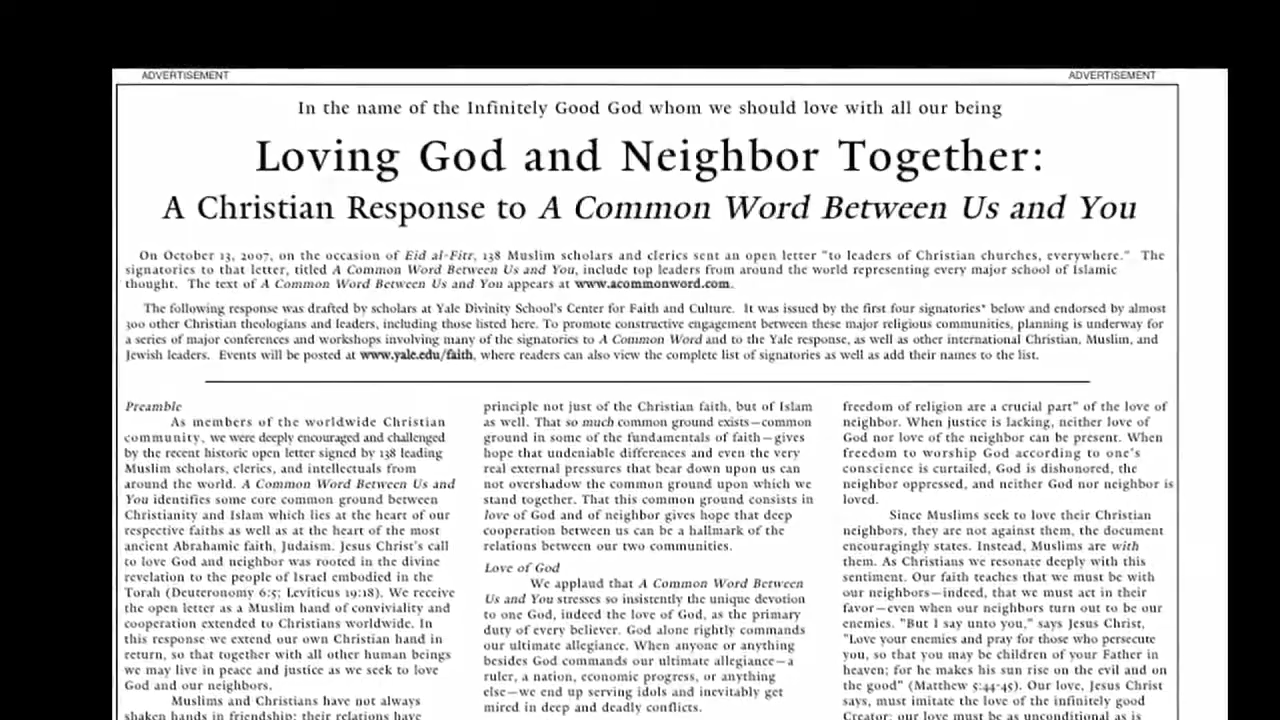 ADVERTISEMENT ADVERTISEMENT
In the name of the Infinitely Good God whom we should love with all our being
Loving God and Neighbor Together:
A Christian Response to A Common Word Between Us and You
On October 13, 2007, on the occasion of Eid al-Fitr, 138 Muslim scholars and clerics sent an open letter "to leaders of Christian churches, everywhere." The
signatories to that letter, titled A Common Word Between Us and You, include top leaders from around the world representing every major school of Islamic
thought. The text of A Common Word Between Us and You appears at www.acommonword.com.
The following response was drafted by scholars at Yale Divinity School's Center for Faith and Culture. It was issued by the first four signatories* below and endorsed by almost
300 other Christian theologians and leaders, including those listed here. To promote constructive engagement between these major religious communities, planning is underway for
a series of major conferences and workshops involving many of the signatories to A Common Word and to the Yale response, as well as other international Christian, Muslim, and
Jewish leaders. Events will be posted at www.yale.edu/faith, where readers can also view the complete list of signatories as well as add their names to the list.
Preamble
As members of the worldwide Christian
community, we were deeply encouraged and challenged
by the recent historic open letter signed by 138 leading
Muslim scholars, clerics, and intellectuals from
around the world. A Common Word Between Us and
You identifies some core common ground between
Christianity and Islam which lies at the heart of our
respective faiths as well as at the heart of the most
ancient Abrahamic faith, Judaism. Jesus Christ's call
to love God and neighbor was rooted in the divine
revelation to the people of Israel embodied in the
Torah (Deuteronomy 6:5; Leviticus 19:18). We receive
the open letter as a Muslim hand of conviviality and
cooperation extended to Christians worldwide. In
this response we extend our own Christian hand in
return, so that together with all other human beings
we may live in peace and justice as we seek to love
God and our neighbors.
Muslims and Christians have not always
shaken hands in friendship; their relations have
principle not just of the Christian faith, but of Islam
as well. That so much common ground exists—common
ground in some of the fundamentals of faith—gives
hope that undeniable differences and even the very
real external pressures that bear down upon us can
not overshadow the common ground upon which we
stand together. That this common ground consists in
love of God and of neighbor gives hope that deep
cooperation between us can be a hallmark of the
relations between our two communities.
Love of God
We applaud that A Common Word Between
Us and You stresses so insistently the unique devotion
to one God, indeed the love of God, as the primary
duty of every believer. God alone rightly commands
our ultimate allegiance. When anyone or anything
besides God commands our ultimate allegiance—a
ruler, a nation, economic progress, or anything
else—we end up serving idols and inevitably get
mired in deep and deadly conflicts.
freedom of religion are a crucial part" of the love of
neighbor. When justice is lacking, neither love of
God nor love of the neighbor can be present. When
freedom to worship God according to one's
conscience is curtailed, God is dishonored, the
neighbor oppressed, and neither God nor neighbor is
loved.
Since Muslims seek to love their Christian
neighbors, they are not against them, the document
encouragingly states. Instead, Muslims are with
them. As Christians we resonate deeply with this
sentiment. Our faith teaches that we must be with
our neighbors—indeed, that we must act in their
favor—even when our neighbors turn out to be our
enemies. "But I say unto you," says Jesus Christ,
"Love your enemies and pray for those who persecute
you, so that you may be children of your Father in
heaven; for he makes his sun rise on the evil and on
the good" (Matthew 5:44-45). Our love, Jesus Christ
says, must imitate the love of the infinitely good
Creator; our love must be as unconditional as is